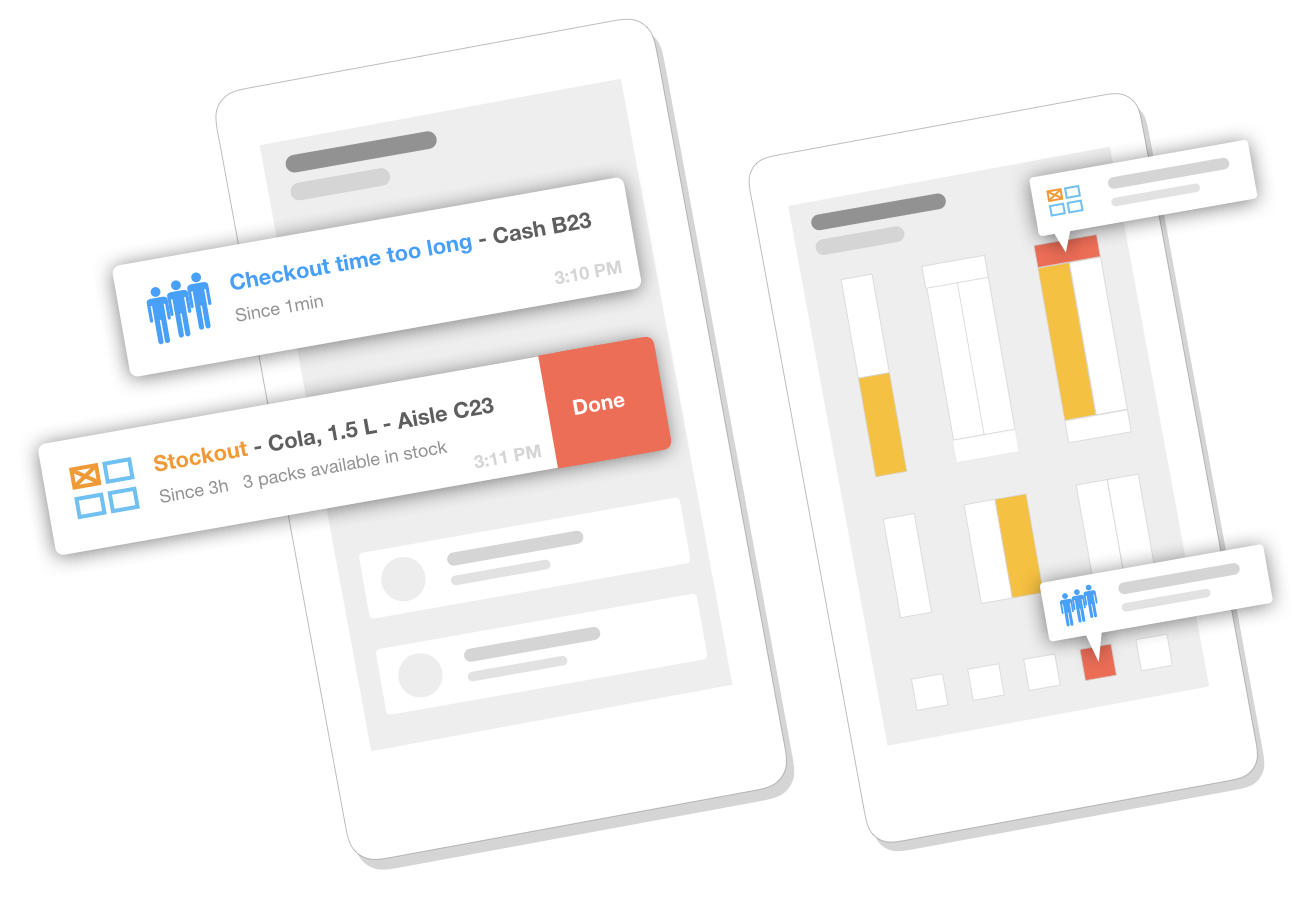 Checkout time too long - Cash B23
Since 1min
3:10 PM
Stockout - Cola, 1.5 L - Aisle C23
Since 3h 3 packs available in stock
3:11 PM
Done